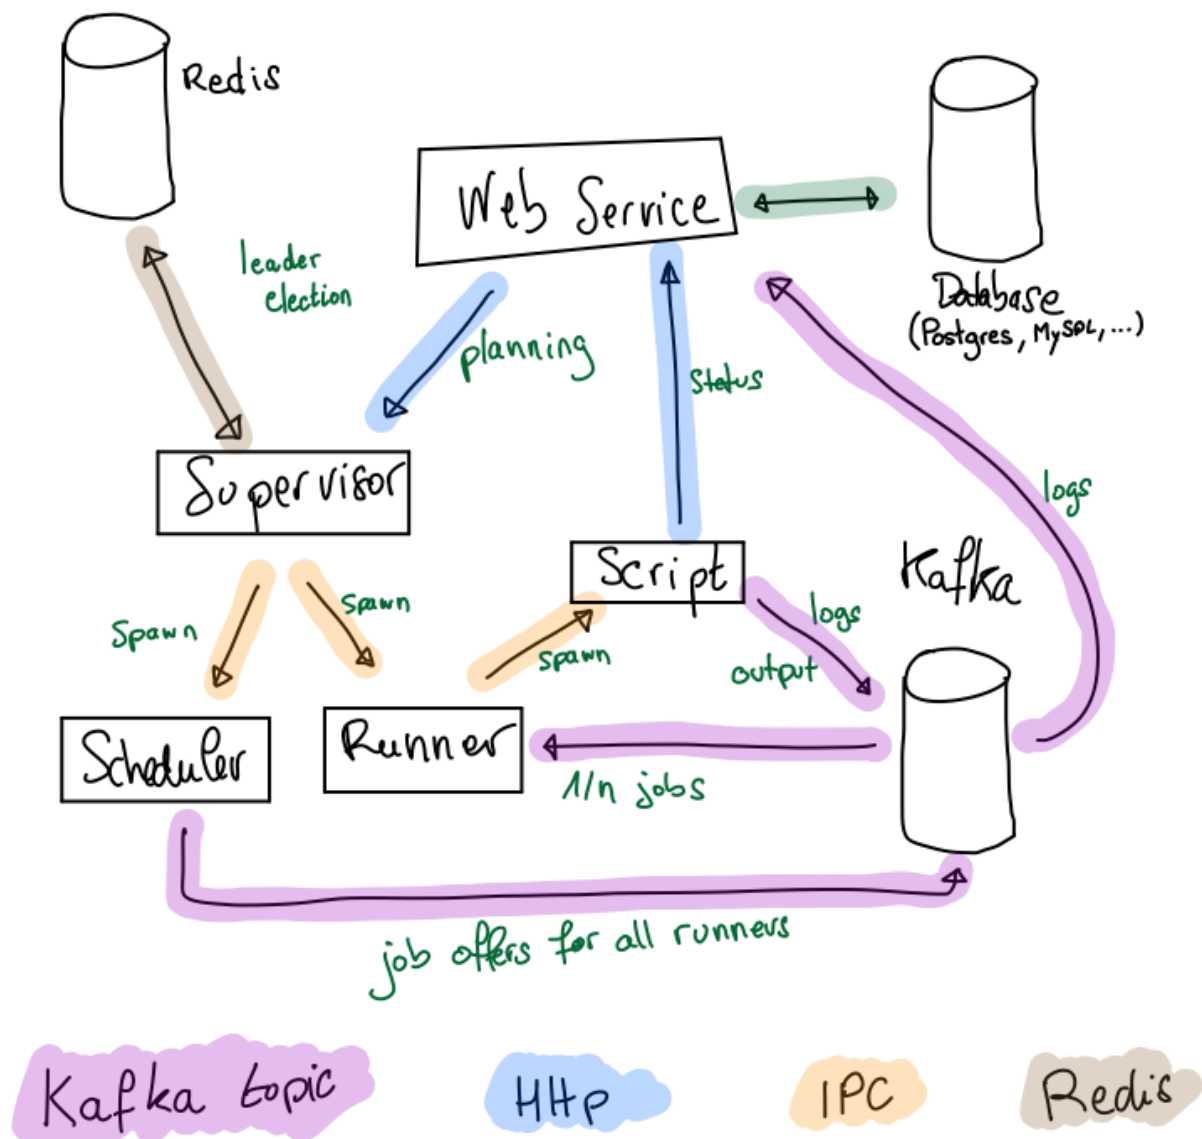 Redis
Web Service
leader
election
Database
(Postgres, MySQL, ...)
planning
Status
Supervisor
logs
Kafka
Script
Spawn
Spawn
logs
spawn
output
Scheduler
Runner
1/n jobs
job offers for all runners
Kafka topic
HHp
IPC
Redis